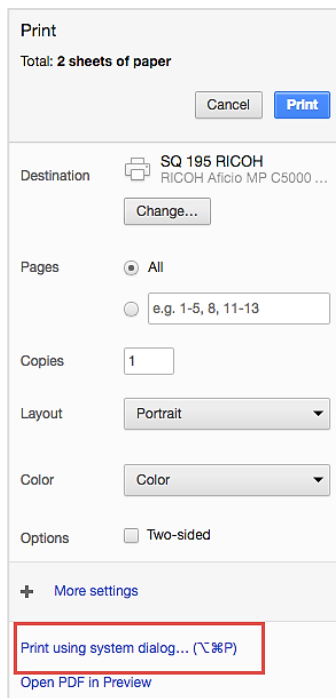 Print
Total: 2 sheets of paper
Cancel Print
Destination SQ 195 RICOH
RICOH Aficio MP C5000 ...
Change...
Pages All
e.g. 1-5, 8, 11-13
Copies 1
Layout Portrait
Color Color
Options Two-sided
+ More settings
Print using system dialog... (⌥⌘P)
Open PDF in Preview